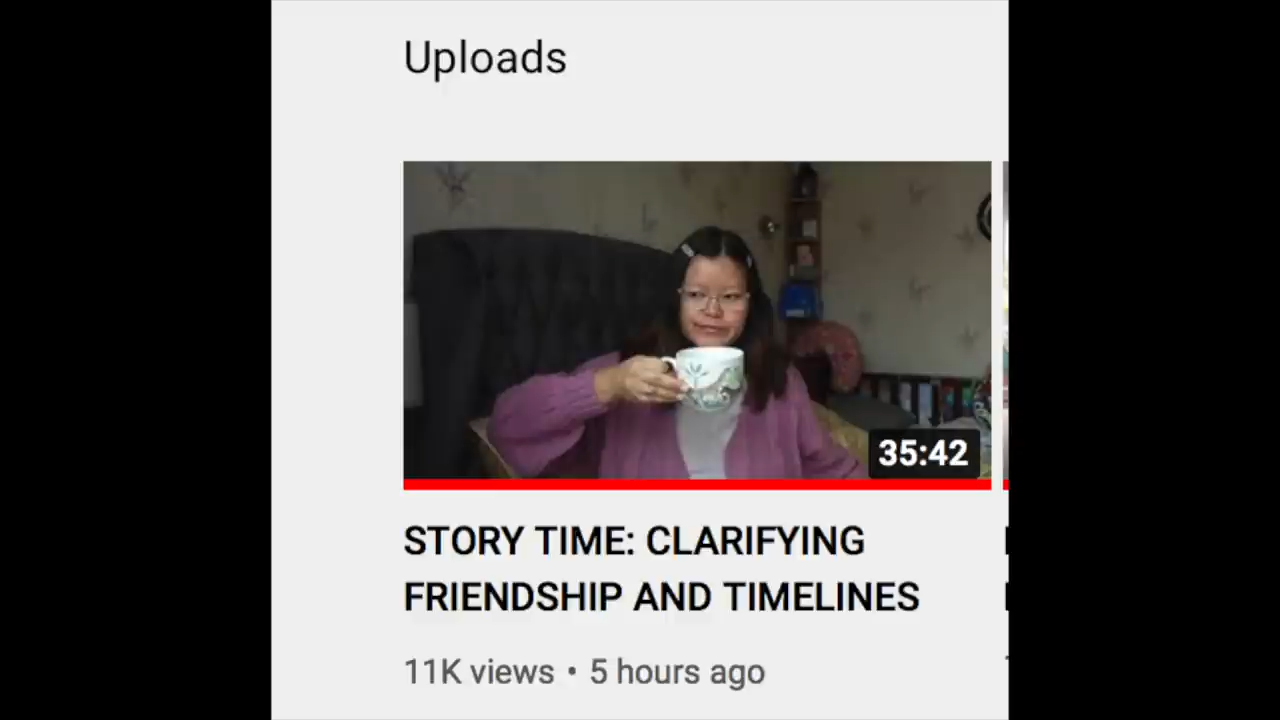 Uploads
35:42
STORY TIME: CLARIFYING
FRIENDSHIP AND TIMELINES
11K views • 5 hours ago